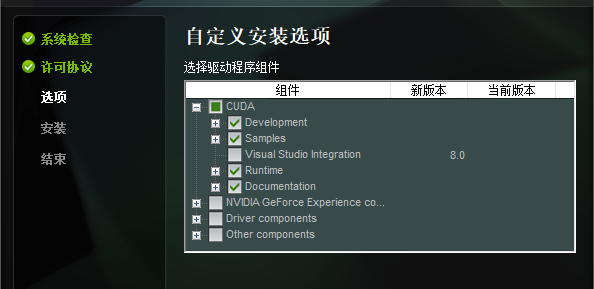 系统检查
许可协议
选项
安装
结束
自定义安装选项
选择驱动程序组件
组件 新版本 当前版本
CUDA
Development
Samples
Visual Studio Integration 8.0
Runtime
Documentation
NVIDIA GeForce Experience co...
Driver components
Other components